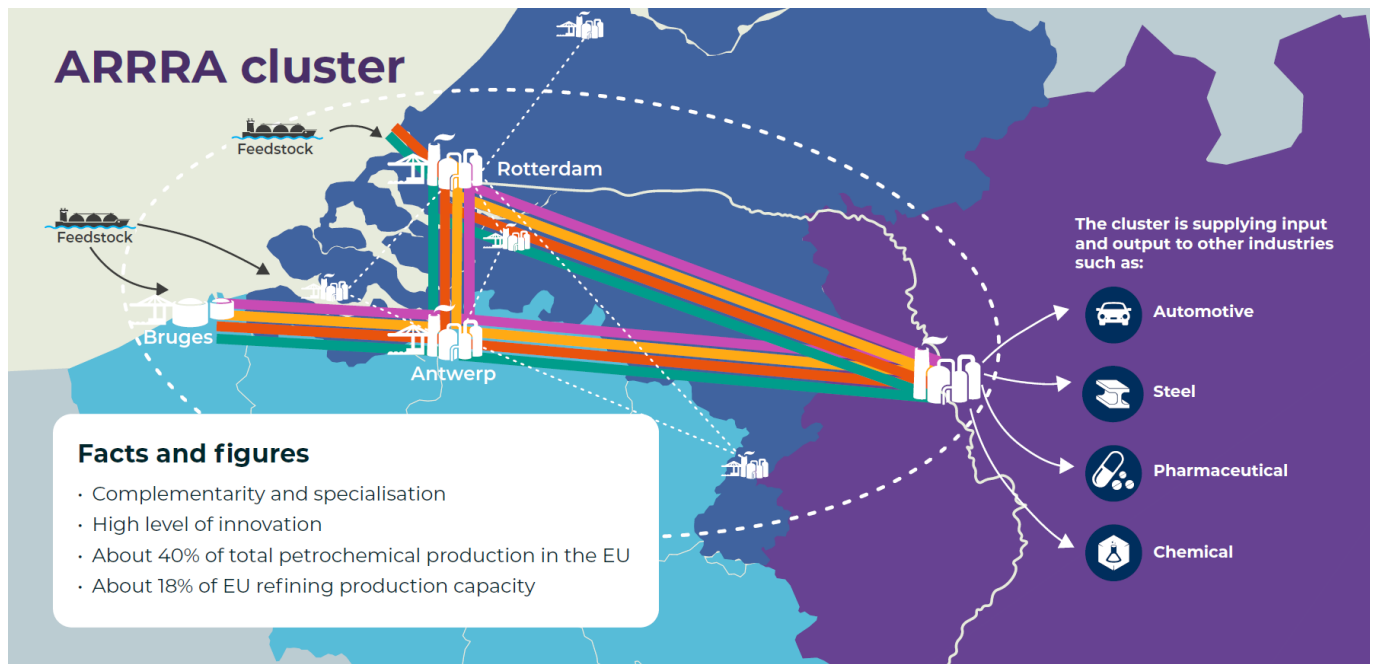 ARRRA cluster
Feedstock
Rotterdam
Feedstock
Bruges
Antwerp
The cluster is supplying input
and output to other industries
such as:
Automotive
Steel
Pharmaceutical
Chemical
Facts and figures
· Complementarity and specialisation
· High level of innovation
· About 40% of total petrochemical production in the EU
· About 18% of EU refining production capacity